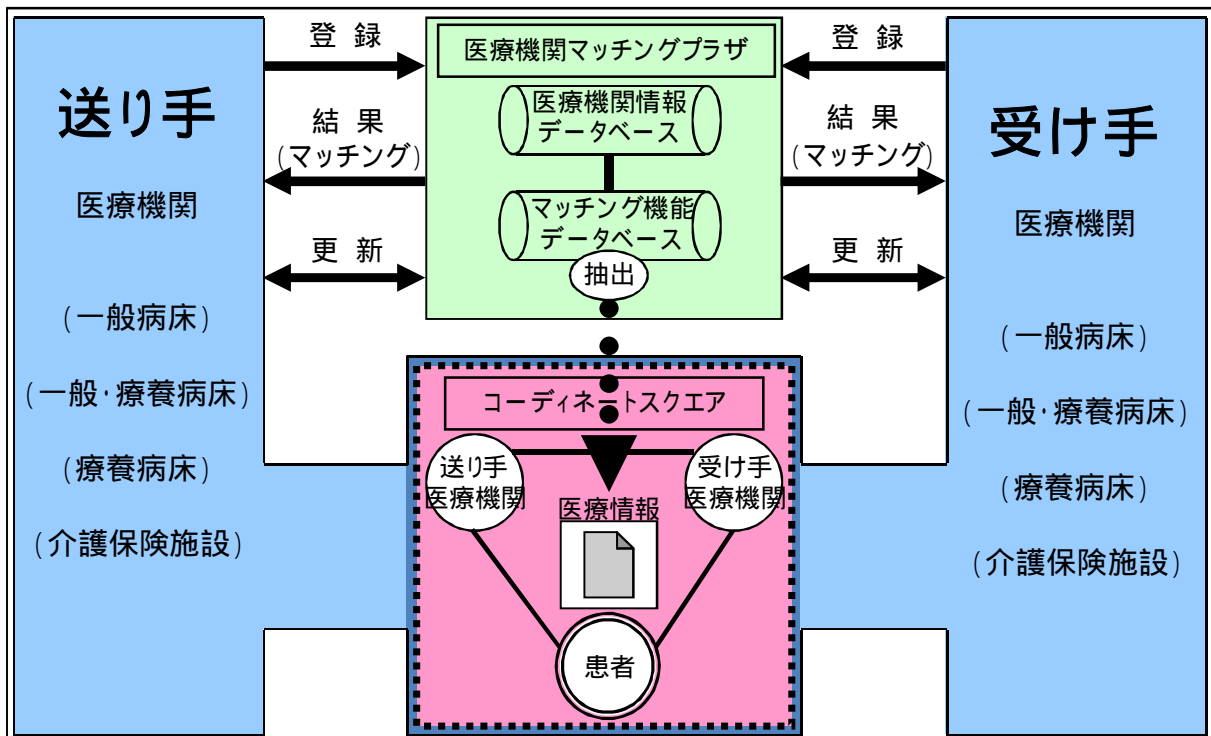 送り手
医療機関
(一般病床)
(一般・療養病床)
(療養病床)
(介護保険施設)
登 録
結 果
(マッチング)
更 新
医療機関マッチングプラザ
医療機関情報
データベース
マッチング機能
データベース
抽出
登 録
結 果
(マッチング)
更 新
受け手
医療機関
(一般病床)
(一般・療養病床)
(療養病床)
(介護保険施設)
コーディネートスクエア
送り手
医療機関
受け手
医療機関
医療情報
患者